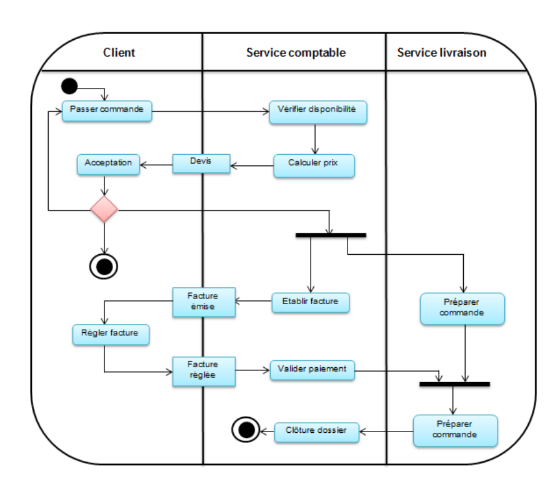 Client
Service comptable
Service livraison
Passer commande
Vérifier disponibilité
Acceptation
Devis
Calculer prix
Facture
émise
Etablir facture
Préparer
commande
Régler facture
Facture
réglée
Valider paiement
Clôture dossier
Préparer
commande